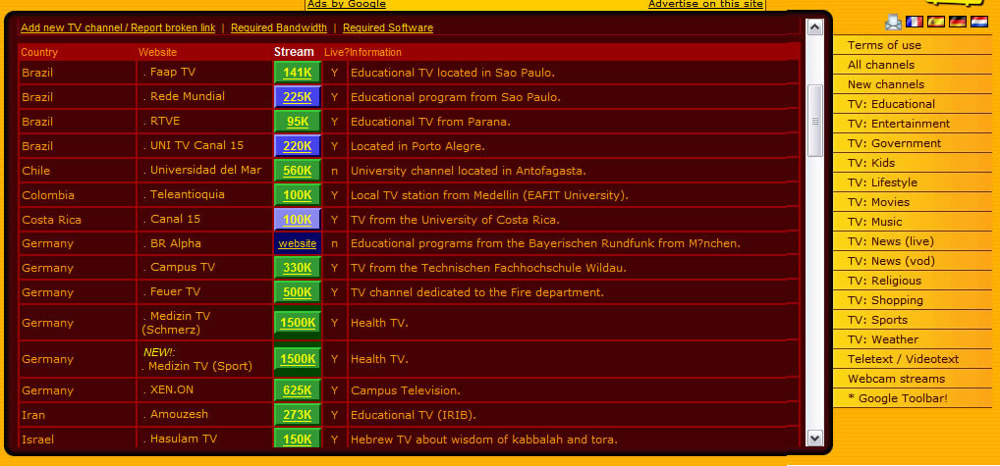 Ads by Google Advertise on this site
Add new TV channel / Report broken link | Required Bandwidth | Required Software
Country Website Stream Live? Information
Brazil . Faap TV 141K Y Educational TV located in Sao Paulo.
Brazil . Rede Mundial 225K Y Educational program from Sao Paulo.
Brazil . RTVE 95K Y Educational TV from Parana.
Brazil . UNI TV Canal 15 220K Y Located in Porto Alegre.
Chile . Universidad del Mar 560K n University channel located in Antofagasta.
Colombia . Teleantioquia 100K Y Local TV station from Medellin (EAFIT University).
Costa Rica . Canal 15 100K Y TV from the University of Costa Rica.
Germany . BR Alpha website n Educational programs from the Bayerischen Rundfunk from M?nchen.
Germany . Campus TV 330K Y TV from the Technischen Fachhochschule Wildau.
Germany . Feuer TV 500K Y TV channel dedicated to the Fire department.
Germany . Medizin TV (Schmerz) 1500K Y Health TV.
Germany NEW!: . Medizin TV (Sport) 1500K Y Health TV.
Germany . XEN.ON 625K Y Campus Television.
Iran . Amouzesh 273K Y Educational TV (IRIB).
Israel . Hasulam TV 150K Y Hebrew TV about wisdom of kabbalah and tora.
Terms of use
All channels
New channels
TV: Educational
TV: Entertainment
TV: Government
TV: Kids
TV: Lifestyle
TV: Movies
TV: Music
TV: News (live)
TV: News (vod)
TV: Religious
TV: Shopping
TV: Sports
TV: Weather
Teletext / Videotext
Webcam streams
* Google Toolbar!